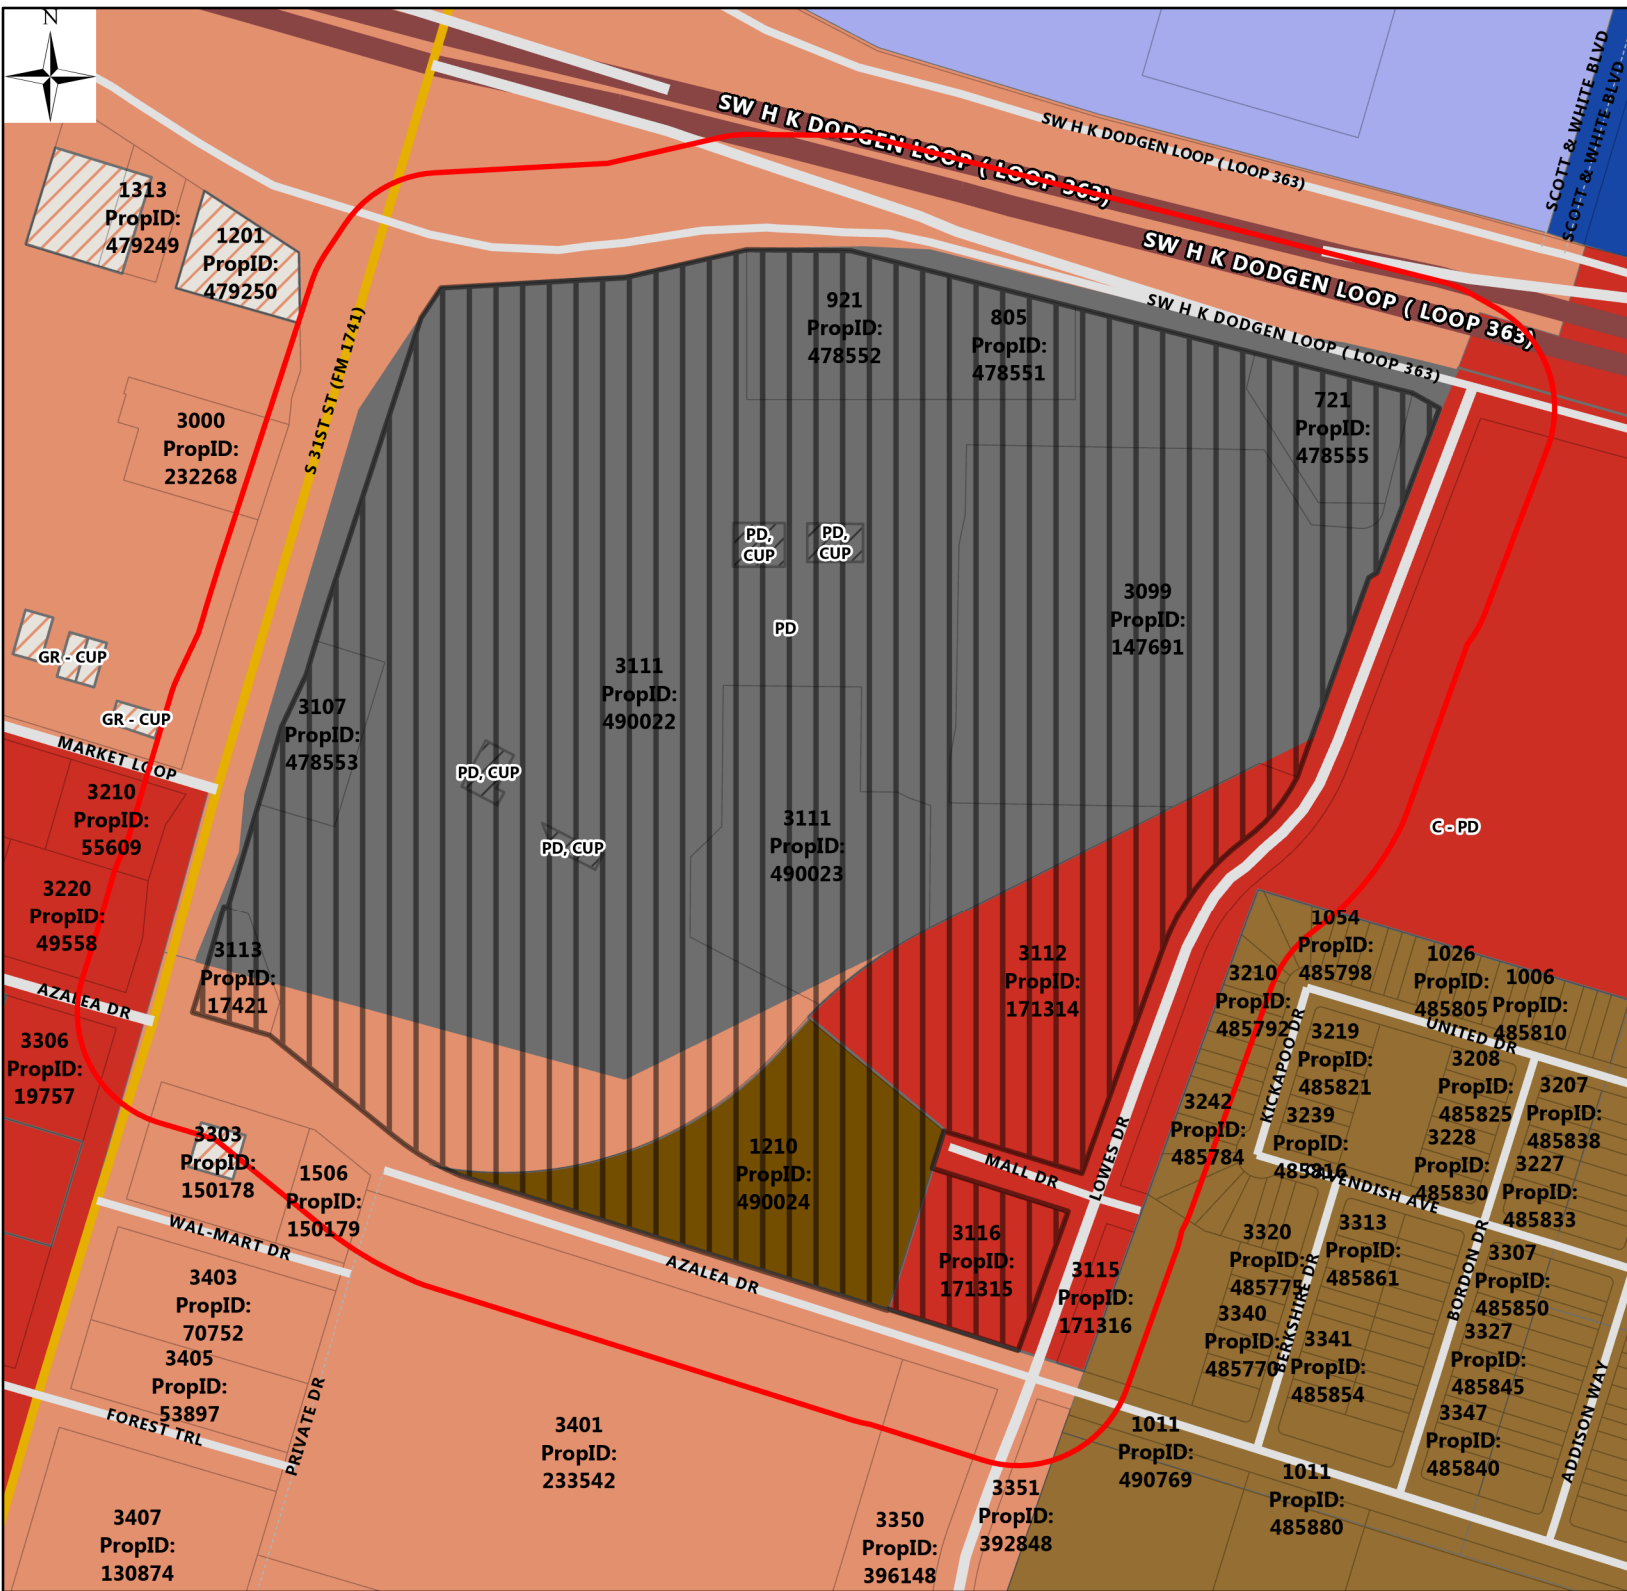 N
SCOTT & WHITE BLVD
SCOTT & WHITE BLVD
SW H K DODGEN LOOP ( LOOP 363)
SW H K DODGEN LOOP ( LOOP 363)
SW H K DODGEN LOOP ( LOOP 363)
SW H K DODGEN LOOP ( LOOP 363)
1313
PropID:
479249
1201
PropID:
479250
921
PropID:
478552
805
PropID:
478551
721
PropID:
478555
3000
PropID:
232268
S 31ST ST (FM 1741)
PD,
CUP
PD,
CUP
PD
3099
PropID:
147691
GR - CUP
GR - CUP
3111
PropID:
490022
3107
PropID:
478553
MARKET LOOP
PD, CUP
PD, CUP
3111
PropID:
490023
3210
PropID:
55609
C - PD
3220
PropID:
49558
3113
PropID:
17421
3112
PropID:
171314
1054
PropID:
485798
1026
PropID:
485805
1006
PropID:
485810
3210
PropID:
485792
AZALEA DR
UNITED DR
KICKAPOO DR
3306
PropID:
19757
3219
PropID:
485821
3208
PropID:
485825
3207
PropID:
485838
3242
PropID:
485784
3239
PropID:
485816
3228
PropID:
485830
3227
PropID:
485833
CAVENDISH AVE
3303
PropID:
150178
1506
PropID:
150179
1210
PropID:
490024
MALL DR
LOWES DR
WAL-MART DR
AZALEA DR
3116
PropID:
171315
3115
PropID:
171316
3320
PropID:
485775
3313
PropID:
485861
BORDON DR
3307
PropID:
485850
BERKSHIRE DR
3403
PropID:
70752
3340
PropID:
485770
3341
PropID:
485854
3327
PropID:
485845
3405
PropID:
53897
ADDISON WAY
PRIVATE DR
FOREST TRL
3401
PropID:
233542
1011
PropID:
490769
3347
PropID:
485840
1011
PropID:
485880
3351
PropID:
392848
3407
PropID:
130874
3350
PropID:
396148